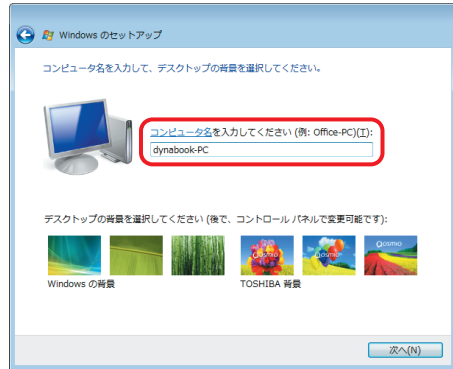 Windows のセットアップ
コンピュータ名を入力して、デスクトップの背景を選択してください。
コンピュータ名を入力してください (例: Office-PC)(T):
dynabook-PC
デスクトップの背景を選択してください (後で、コントロール パネルで変更可能です):
Qosmio Qosmio Qosmio
Windows の背景
TOSHIBA 背景
次へ(N)